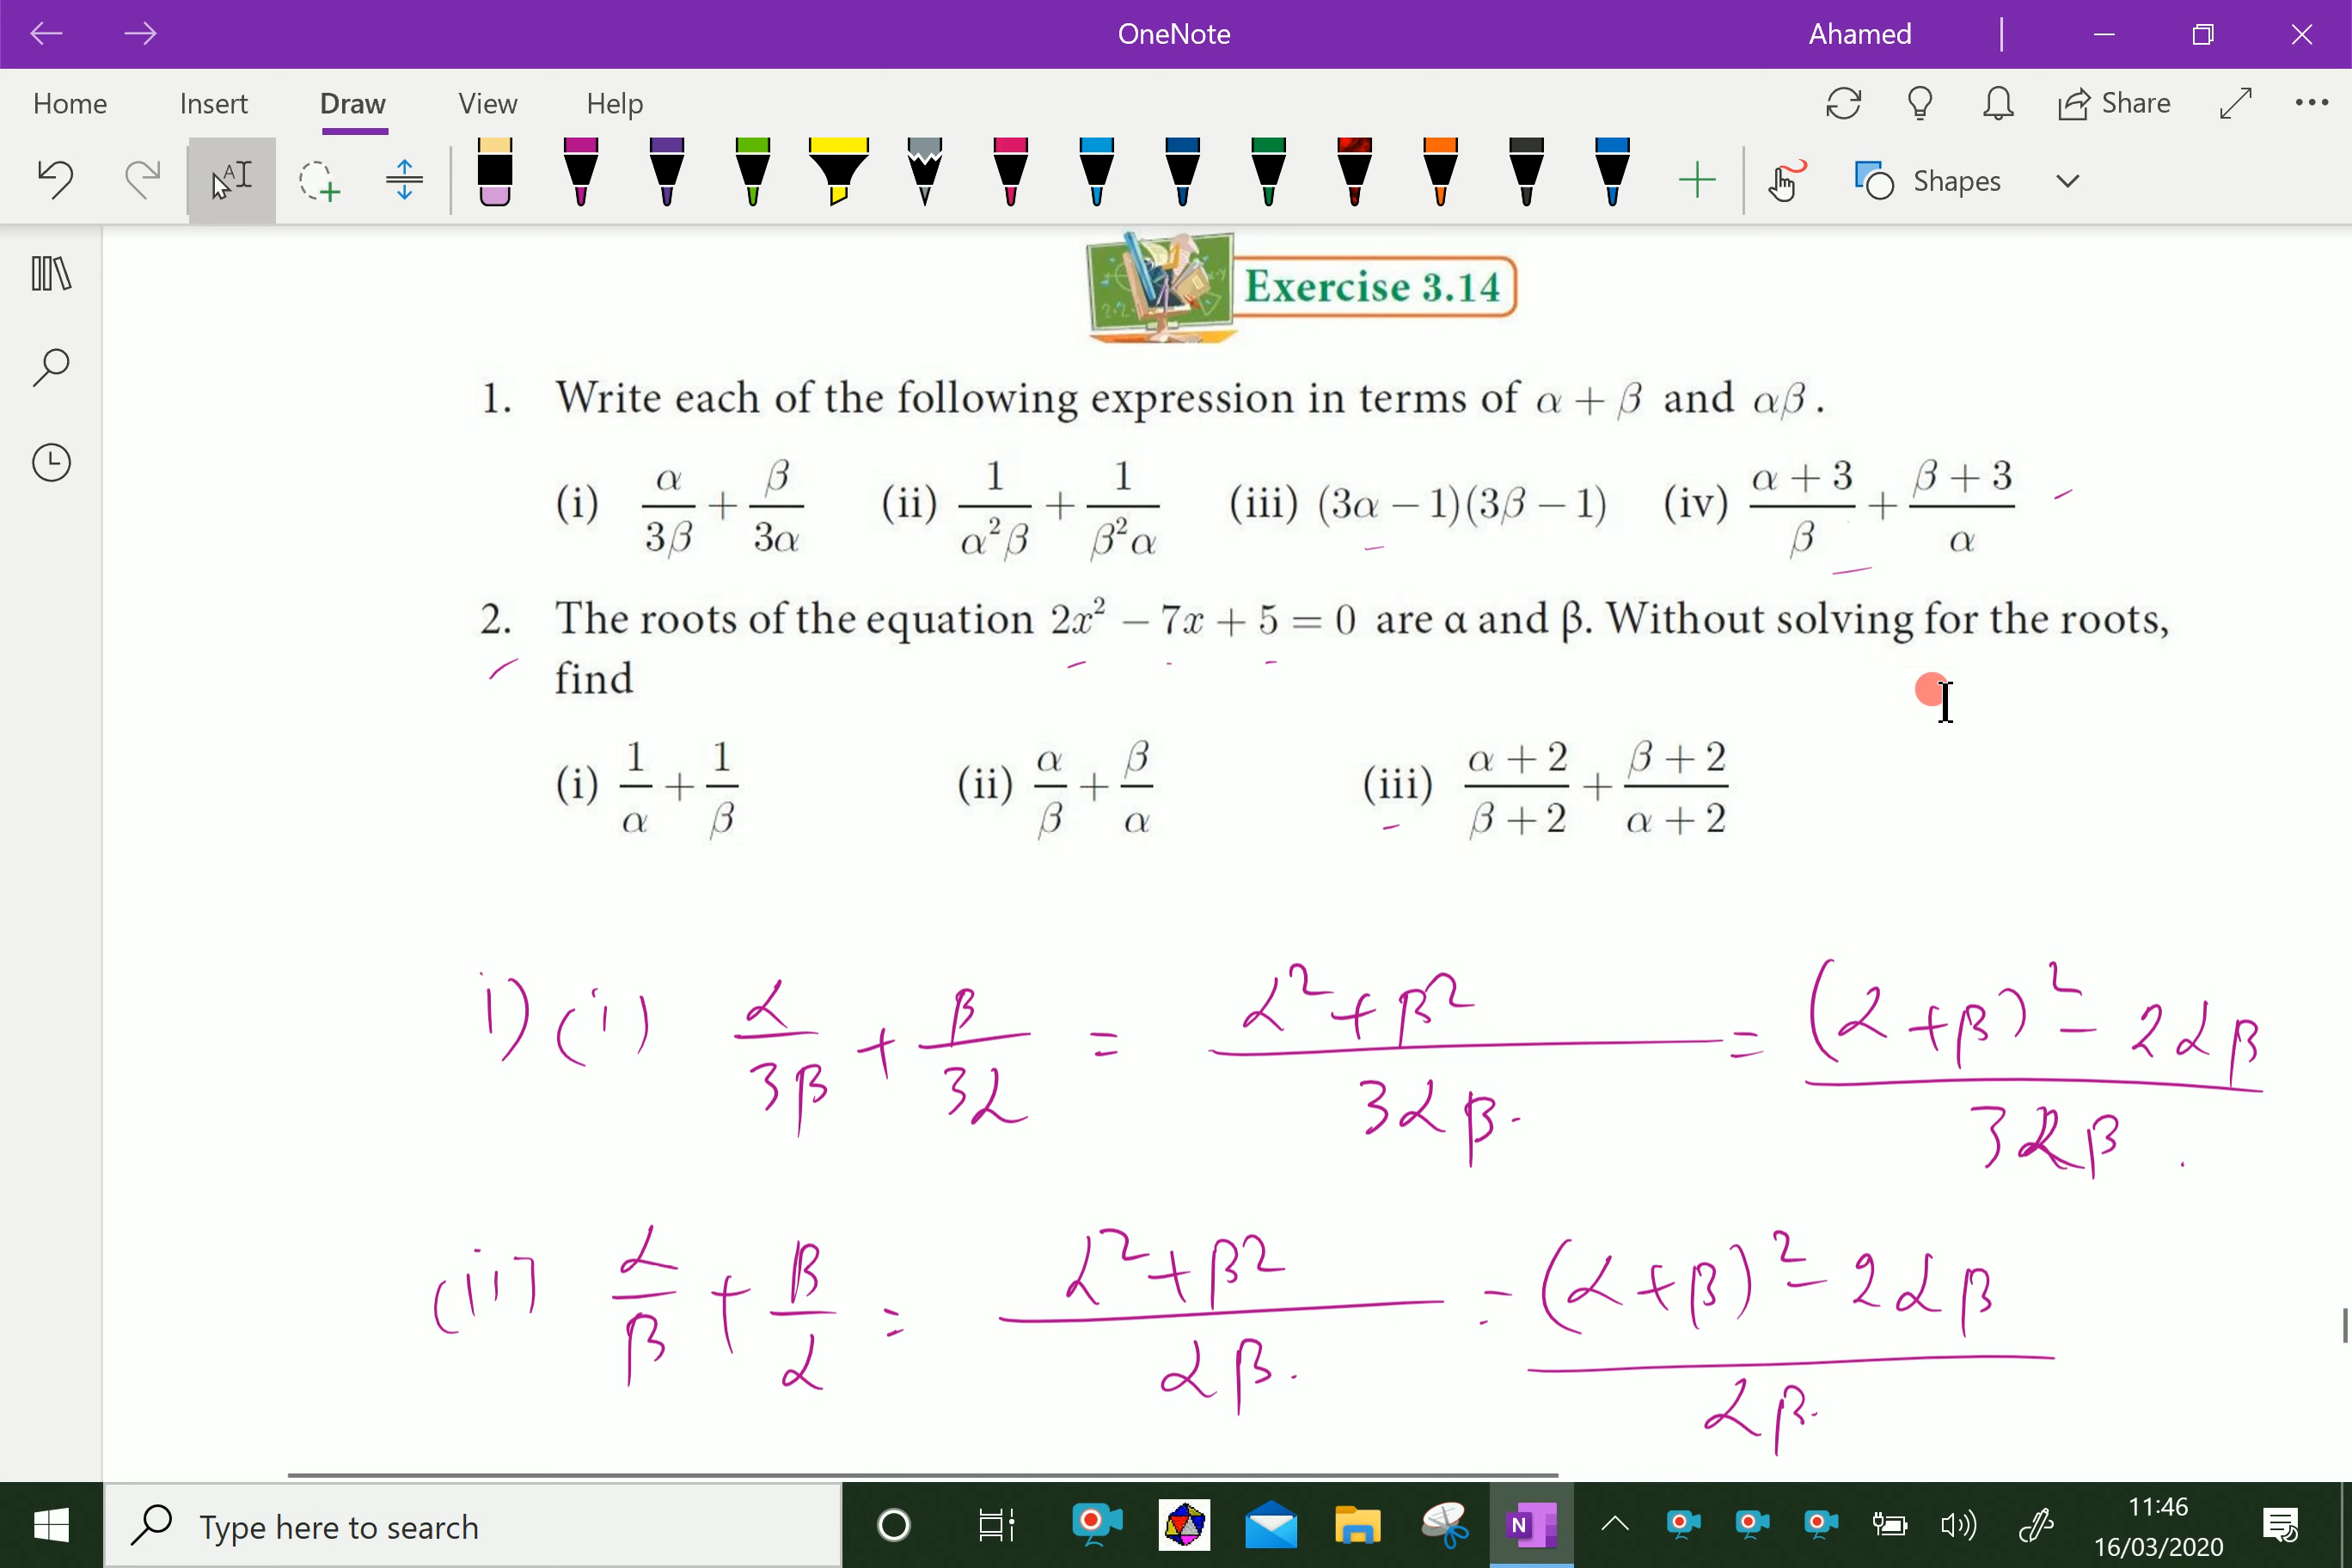 OneNote
Ahamed
Home Insert Draw View Help
Share
Shapes
Exercise 3.14
1. Write each of the following expression in terms of α + β and αβ.
(i) α/3β + β/3α (ii) 1/α²β + 1/β²α (iii) (3α − 1)(3β − 1) (iv) (α + 3)/β + (β + 3)/α
2. The roots of the equation 2x² − 7x + 5 = 0 are α and β. Without solving for the roots,
find
(i) 1/α + 1/β (ii) α/β + β/α (iii) (α + 2)/(β + 2) + (β + 2)/(α + 2)
1) (i) α/3β + β/3α = (α² + β²)/3αβ. = ((α + β)² − 2αβ)/3αβ.
(ii) α/β + β/α = (α² + β²)/αβ. = ((α + β)² − 2αβ)/αβ.
Type here to search
N
11:46
16/03/2020